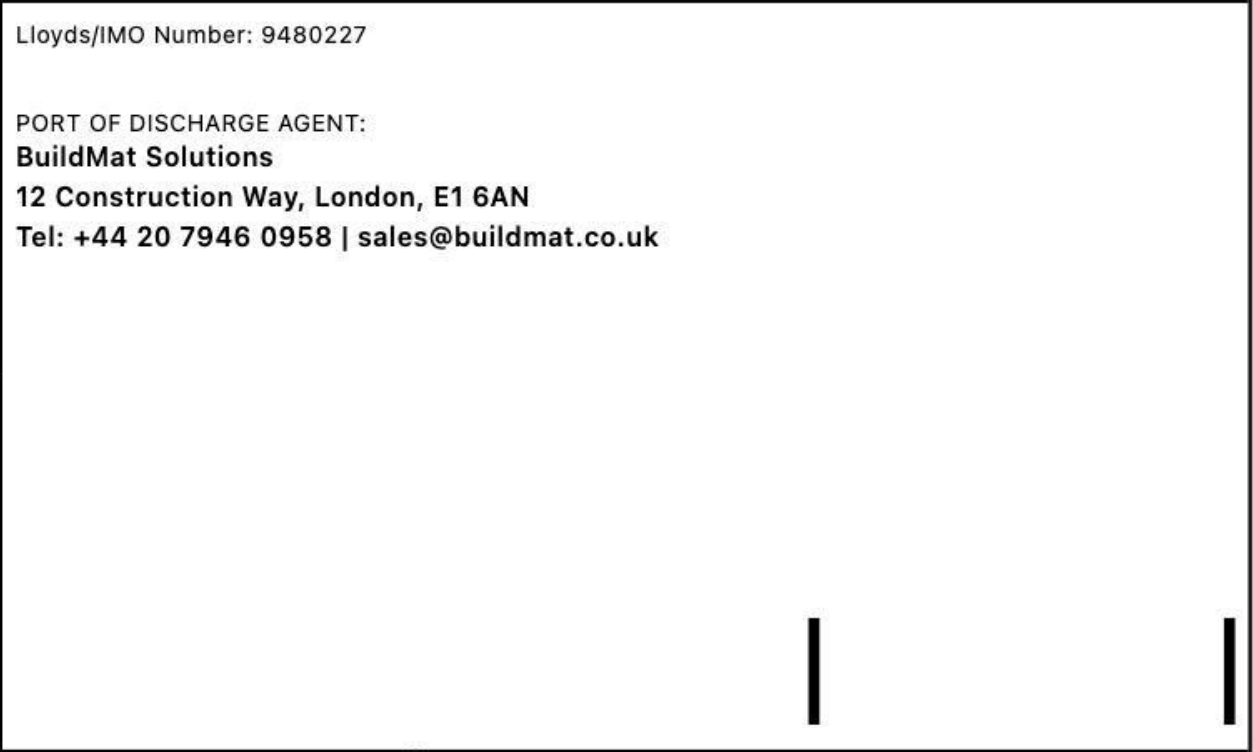 Lloyds/IMO Number: 9480227
PORT OF DISCHARGE AGENT:
BuildMat Solutions
12 Construction Way, London, E1 6AN
Tel: +44 20 7946 0958 | sales@buildmat.co.uk